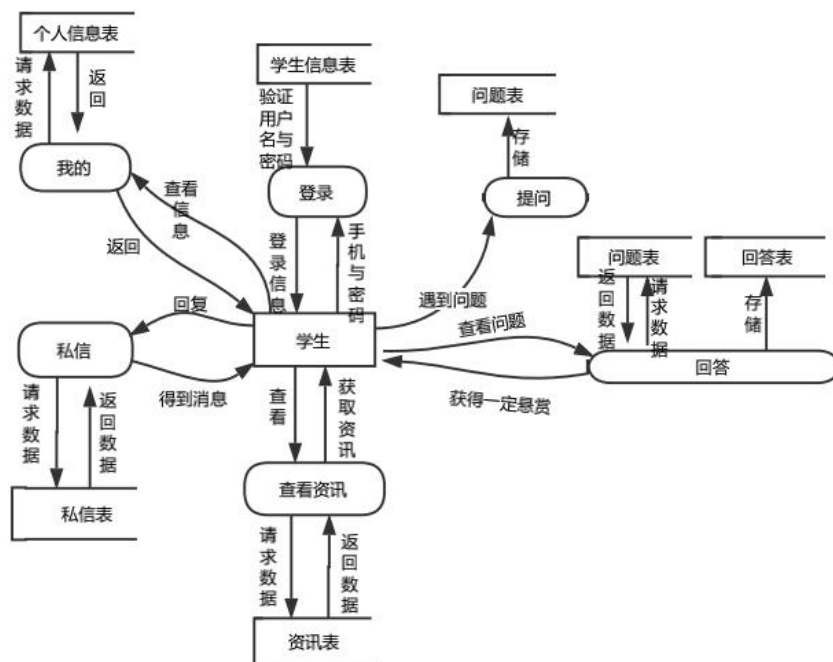 个人信息表
请求数据
返回
我的
查看信息
返回
学生信息表
验证用户名与密码
登录
登录信息
手机与密码
问题表
存储
提问
遇到问题
问题表
回答表
返回数据
请求数据
存储
查看问题
回答
获得一定悬赏
学生
回复
私信
得到消息
请求数据
返回数据
私信表
查看
获取资讯
查看资讯
请求数据
返回数据
资讯表